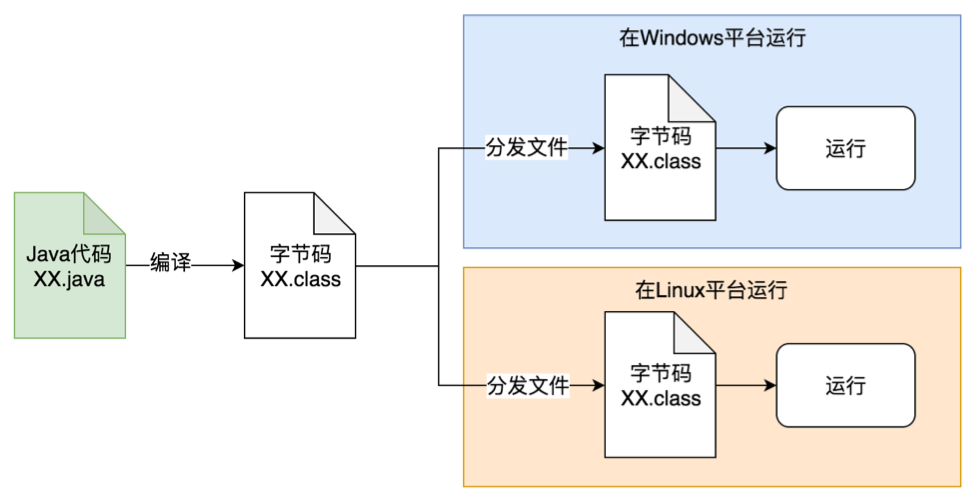 在Windows平台运行
分发文件
字节码
XX.class
运行
Java代码
XX.java
编译
字节码
XX.class
在Linux平台运行
分发文件
字节码
XX.class
运行